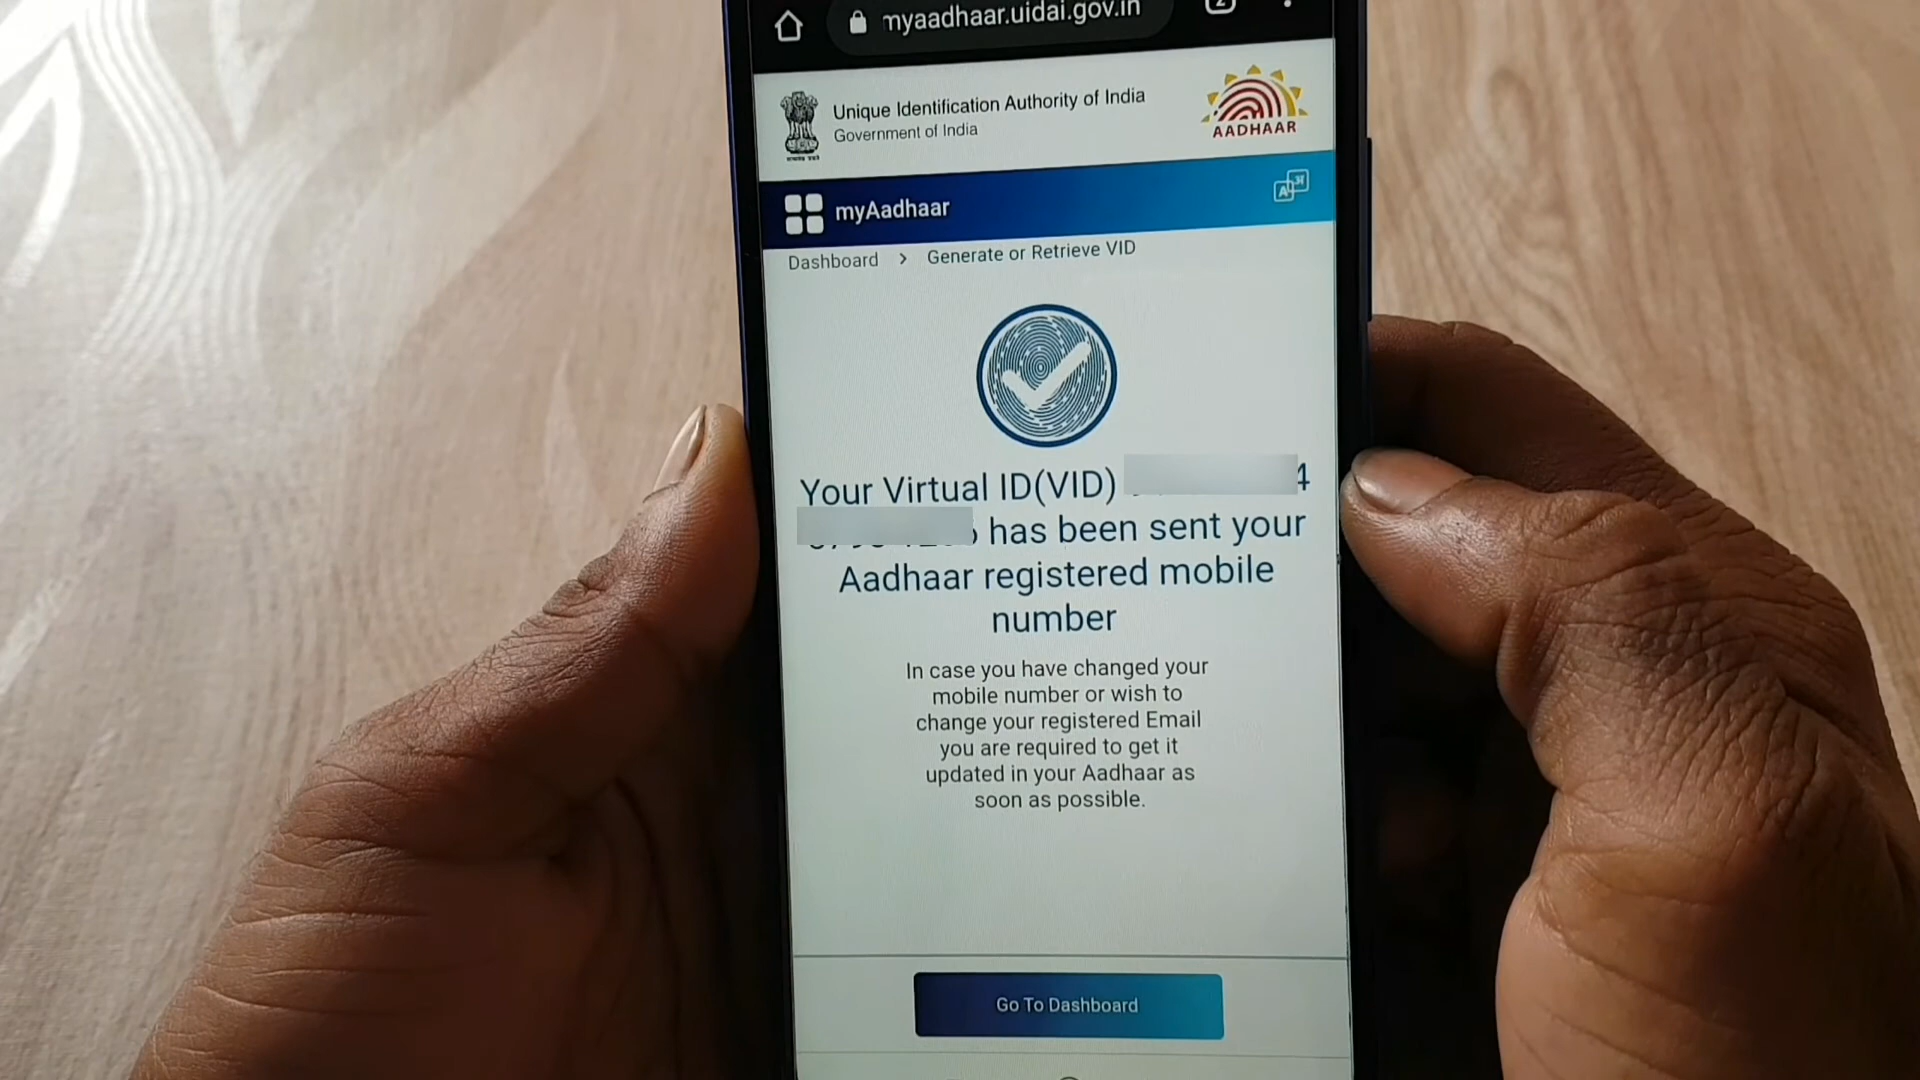 myaadhaar.uidai.gov.in
2
Unique Identification Authority of India
Government of India
AADHAAR
myAadhaar
Dashboard > Generate or Retrieve VID
Your Virtual ID(VID) 4
has been sent your
Aadhaar registered mobile
number
In case you have changed your
mobile number or wish to
change your registered Email
you are required to get it
updated in your Aadhaar as
soon as possible.
Go To Dashboard